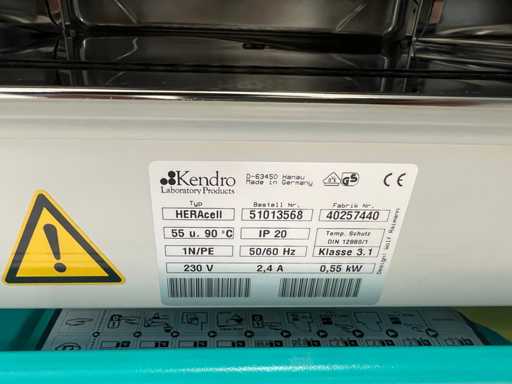 Kendro
Laboratory Products
D-63450 Hanau
Made in Germany
GS
CE
Typ
Bestell Nr.
Fabrik Nr.
HERAcell
51013568
40257440
55 u. 90 °C
IP 20
Temp. Schutz
DIN 12880/1
1N/PE
50/60 Hz
Klasse 3.1
230 V
2,4 A
0,55 kW